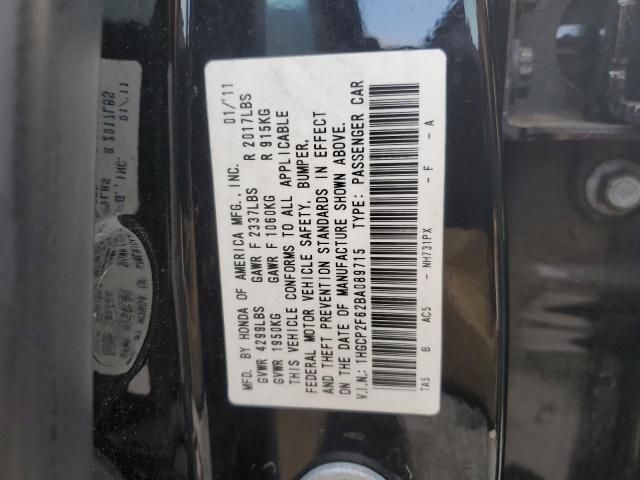 MFD. BY HONDA OF AMERICA MFG., INC. 01/'11
GVWR 4299LBS GAWR F 2337LBS R 2017LBS
GVWR 1950KG GAWR F 1060KG R 915KG
THIS VEHICLE CONFORMS TO ALL APPLICABLE
FEDERAL MOTOR VEHICLE SAFETY, BUMPER,
AND THEFT PREVENTION STANDARDS IN EFFECT
ON THE DATE OF MANUFACTURE SHOWN ABOVE.
V.I.N.: 1HGCP2F62BA089715 TYPE: PASSENGER CAR
TA5 B AC5 - NH731PX - F - A